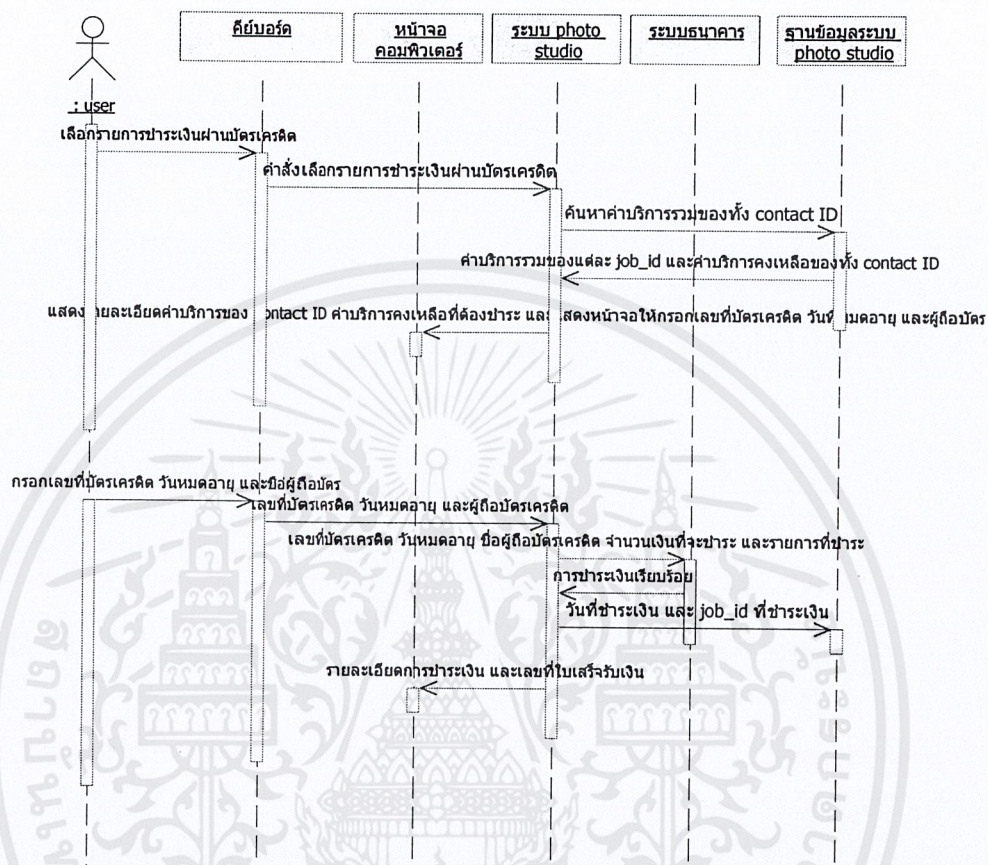 คีย์บอร์ด
หน้าจอ
คอมพิวเตอร์
ระบบ photo
studio
ระบบธนาคาร
ฐานข้อมูลระบบ
photo studio
: user
เลือกรายการชำระเงินผ่านบัตรเครดิต
คำสั่งเลือกรายการชำระเงินผ่านบัตรเครดิต
ค้นหาค่าบริการรวมของทั้ง contact ID
ค่าบริการรวมของแต่ละ job_id และค่าบริการคงเหลือของทั้ง contact ID
แสดงรายละเอียดค่าบริการของ contact ID ค่าบริการคงเหลือที่ต้องชำระ และแสดงหน้าจอให้กรอกเลขที่บัตรเครดิต วันที่หมดอายุ และผู้ถือบัตร
กรอกเลขที่บัตรเครดิต วันหมดอายุ และชื่อผู้ถือบัตร
เลขที่บัตรเครดิต วันหมดอายุ และผู้ถือบัตรเครดิต
เลขที่บัตรเครดิต วันหมดอายุ ชื่อผู้ถือบัตรเครดิต จำนวนเงินที่จะชำระ และรายการที่ชำระ
การชำระเงินเรียบร้อย
วันที่ชำระเงิน และ job_id ที่ชำระเงิน
รายละเอียดการชำระเงิน และเลขที่ใบเสร็จรับเงิน